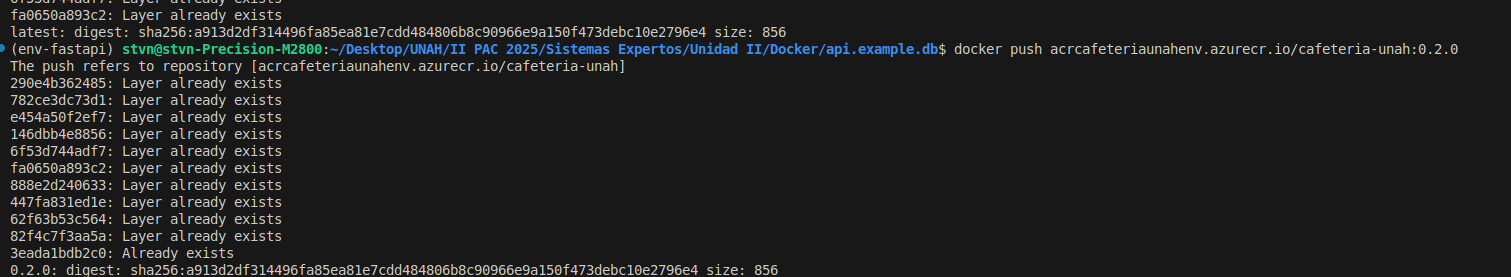 fa0650a893c2: Layer already exists
latest: digest: sha256:a913d2df314496fa85ea81e7cdd484806b8c90966e9a150f473debc10e2796e4 size: 856
(env-fastapi) stvn@stvn-Precision-M2800:~/Desktop/UNAH/II PAC 2025/Sistemas Expertos/Unidad II/Docker/api.example.db$ docker push acrcafeteriaunahenv.azurecr.io/cafeteria-unah:0.2.0
The push refers to repository [acrcafeteriaunahenv.azurecr.io/cafeteria-unah]
290e4b362485: Layer already exists
782ce3dc73d1: Layer already exists
e454a50f2ef7: Layer already exists
146dbb4e8856: Layer already exists
6f53d744adf7: Layer already exists
fa0650a893c2: Layer already exists
888e2d240633: Layer already exists
447fa831ed1e: Layer already exists
62f63b53c564: Layer already exists
82f4c7f3aa5a: Layer already exists
3eada1bdb2c0: Already exists
0.2.0: digest: sha256:a913d2df314496fa85ea81e7cdd484806b8c90966e9a150f473debc10e2796e4 size: 856